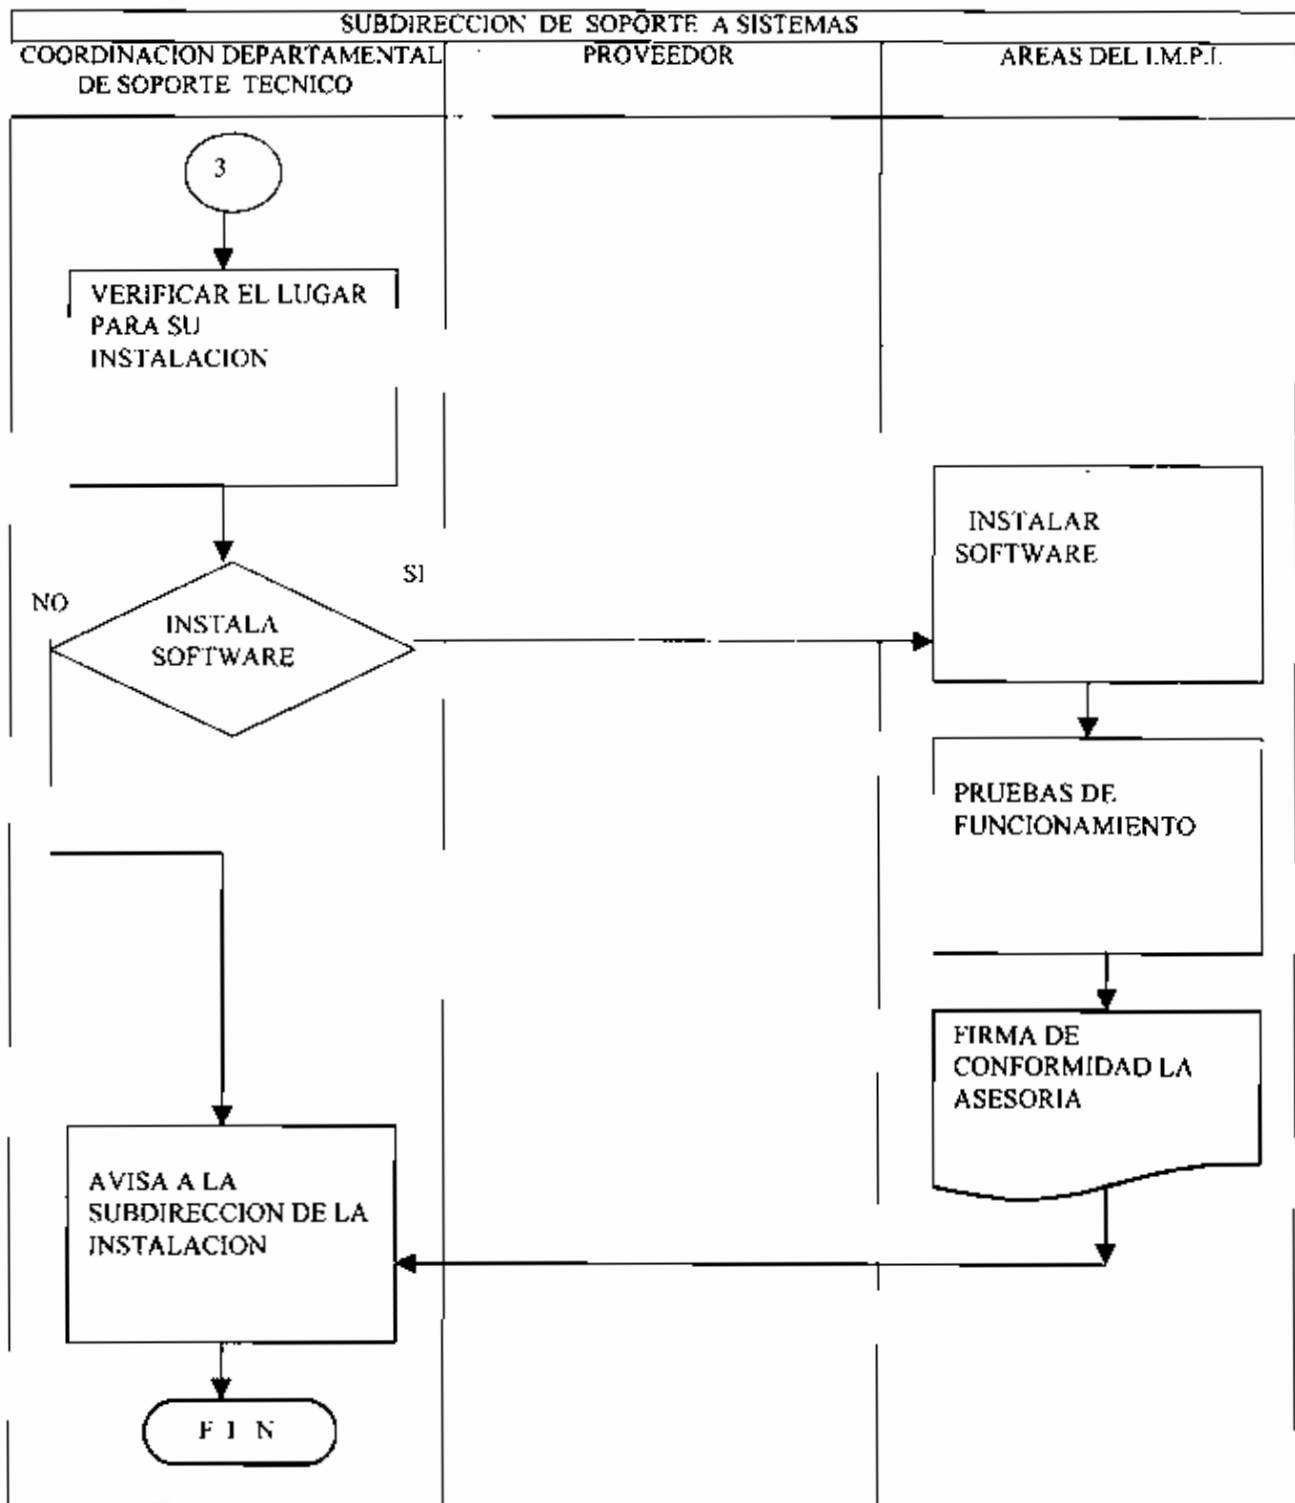 SUBDIRECCION DE SOPORTE A SISTEMAS
COORDINACION DEPARTAMENTAL
DE SOPORTE TECNICO
PROVEEDOR
AREAS DEL I.M.P.I.
3
VERIFICAR EL LUGAR
PARA SU
INSTALACION
INSTALAR
SOFTWARE
SI
NO
INSTALA
SOFTWARE
PRUEBAS DE
FUNCIONAMIENTO
FIRMA DE
CONFORMIDAD LA
ASESORIA
AVISA A LA
SUBDIRECCION DE LA
INSTALACION
F I N